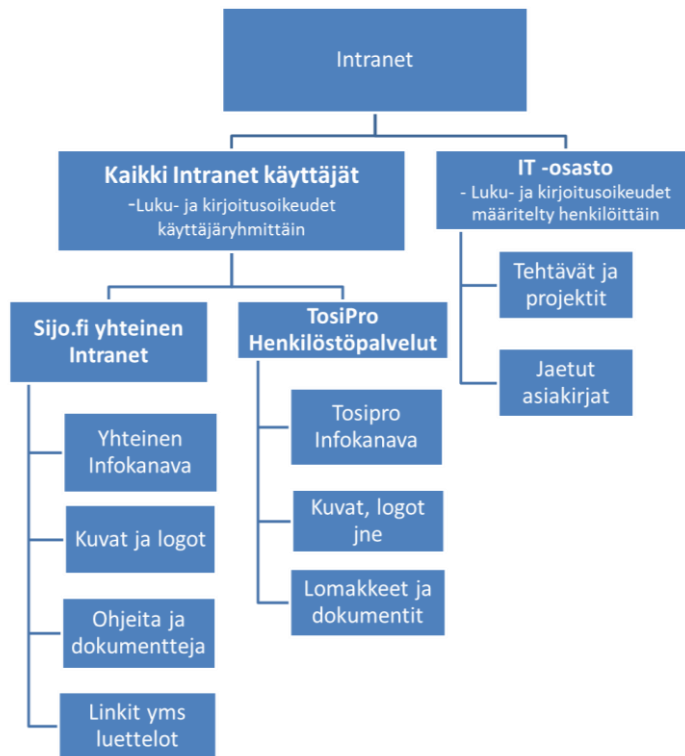 Intranet
Kaikki Intranet käyttäjät
-Luku- ja kirjoitusoikeudet
käyttäjäryhmittäin
IT -osasto
- Luku- ja kirjoitusoikeudet
määritelty henkilöittäin
Tehtävät ja
projektit
Jaetut
asiakirjat
Sijo.fi yhteinen
Intranet
Yhteinen
Infokanava
Kuvat ja logot
Ohjeita ja
dokumentteja
Linkit yms
luettelot
TosiPro
Henkilöstöpalvelut
Tosipro
Infokanava
Kuvat, logot
jne
Lomakkeet ja
dokumentit